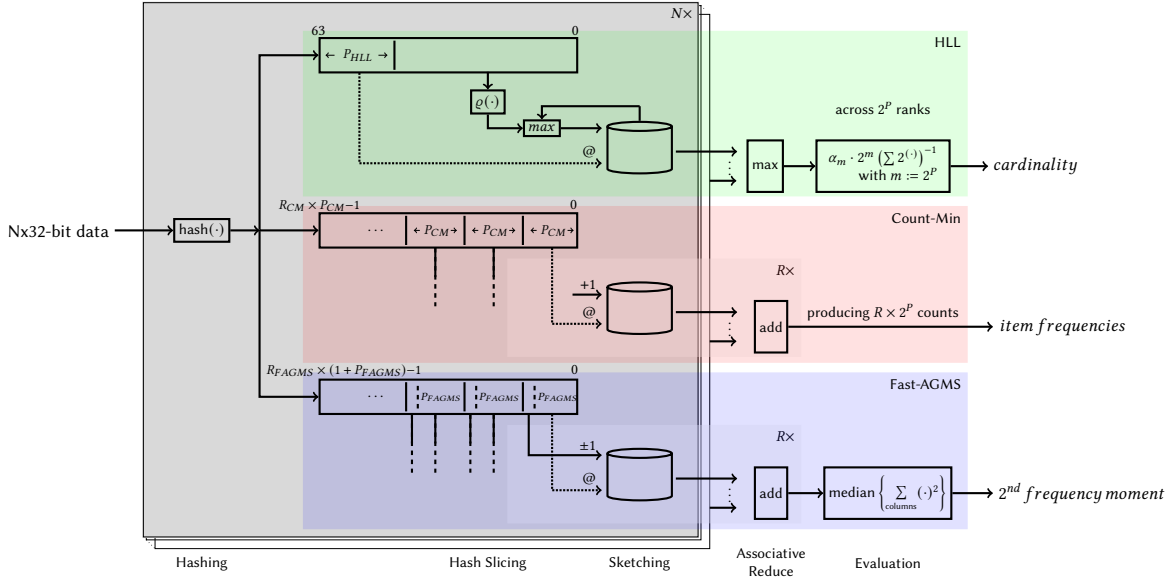 N×
63 0
HLL
← P_HLL →
ϱ(·)
max
across 2^P ranks
@
max
α_m · 2^m (∑ 2^(·))^−1
with m := 2^P
cardinality
R_CM × P_CM−1 0
Count-Min
Nx32-bit data
hash(·)
··· ←P_CM→ ←P_CM→ ←P_CM→
R×
+1
@
add
producing R × 2^P counts
item frequencies
R_FAGMS × (1 + P_FAGMS)−1 0
Fast-AGMS
··· P_FAGMS P_FAGMS P_FAGMS
R×
±1
@
add
median { ∑ (·)^2 }
columns
2^nd frequency moment
Hashing Hash Slicing Sketching Associative Reduce Evaluation